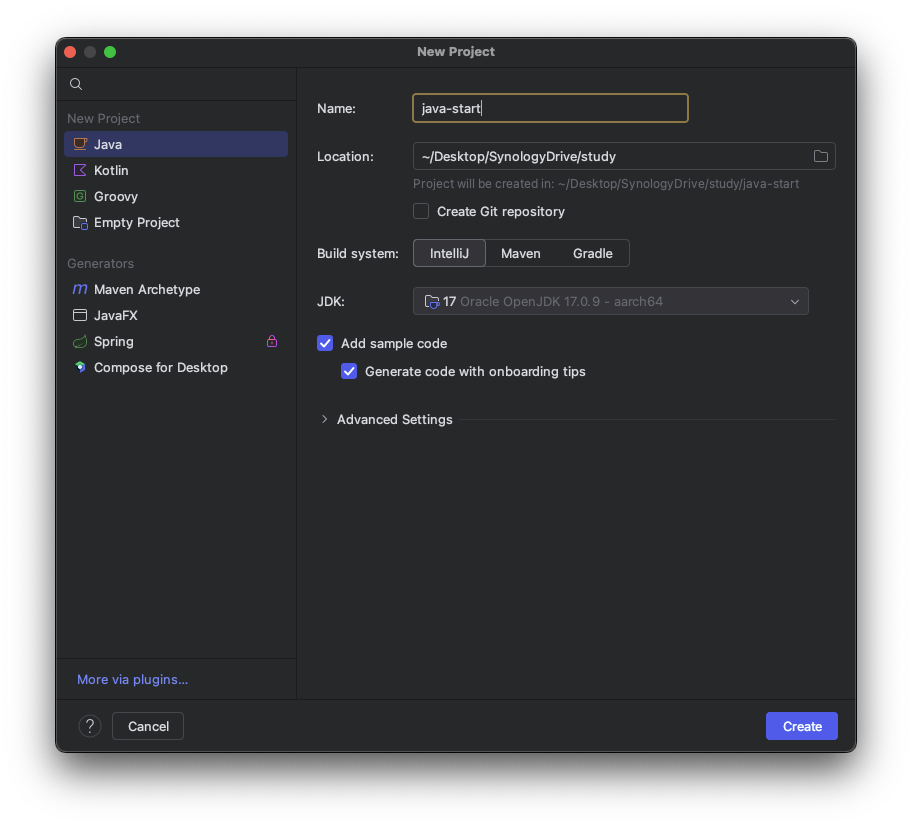 New Project
New Project
Java
Kotlin
G Groovy
Empty Project
Generators
m Maven Archetype
JavaFX
Spring
Compose for Desktop
More via plugins...
Name: java-start
Location: ~/Desktop/SynologyDrive/study
Project will be created in: ~/Desktop/SynologyDrive/study/java-start
Create Git repository
Build system: IntelliJ Maven Gradle
JDK: 17 Oracle OpenJDK 17.0.9 - aarch64
Add sample code
Generate code with onboarding tips
Advanced Settings
? Cancel Create